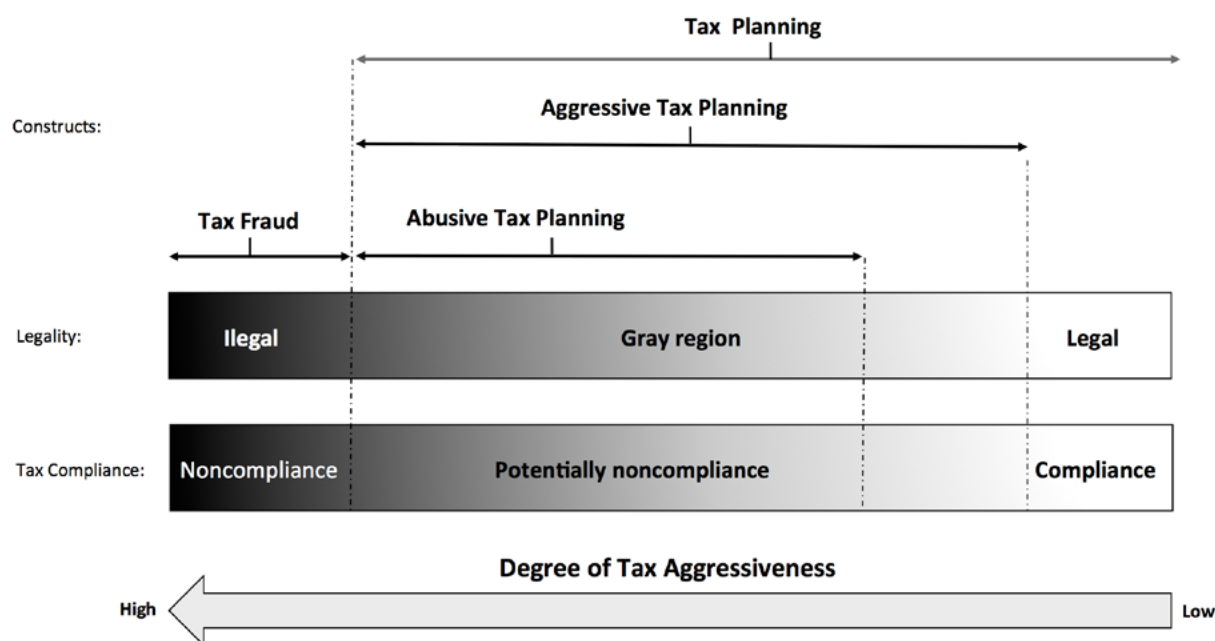 Tax Planning
Aggressive Tax Planning
Constructs:
Tax Fraud
Abusive Tax Planning
Legality:
Ilegal
Gray region
Legal
Tax Compliance:
Noncompliance
Potentially noncompliance
Compliance
Degree of Tax Aggressiveness
High
Low